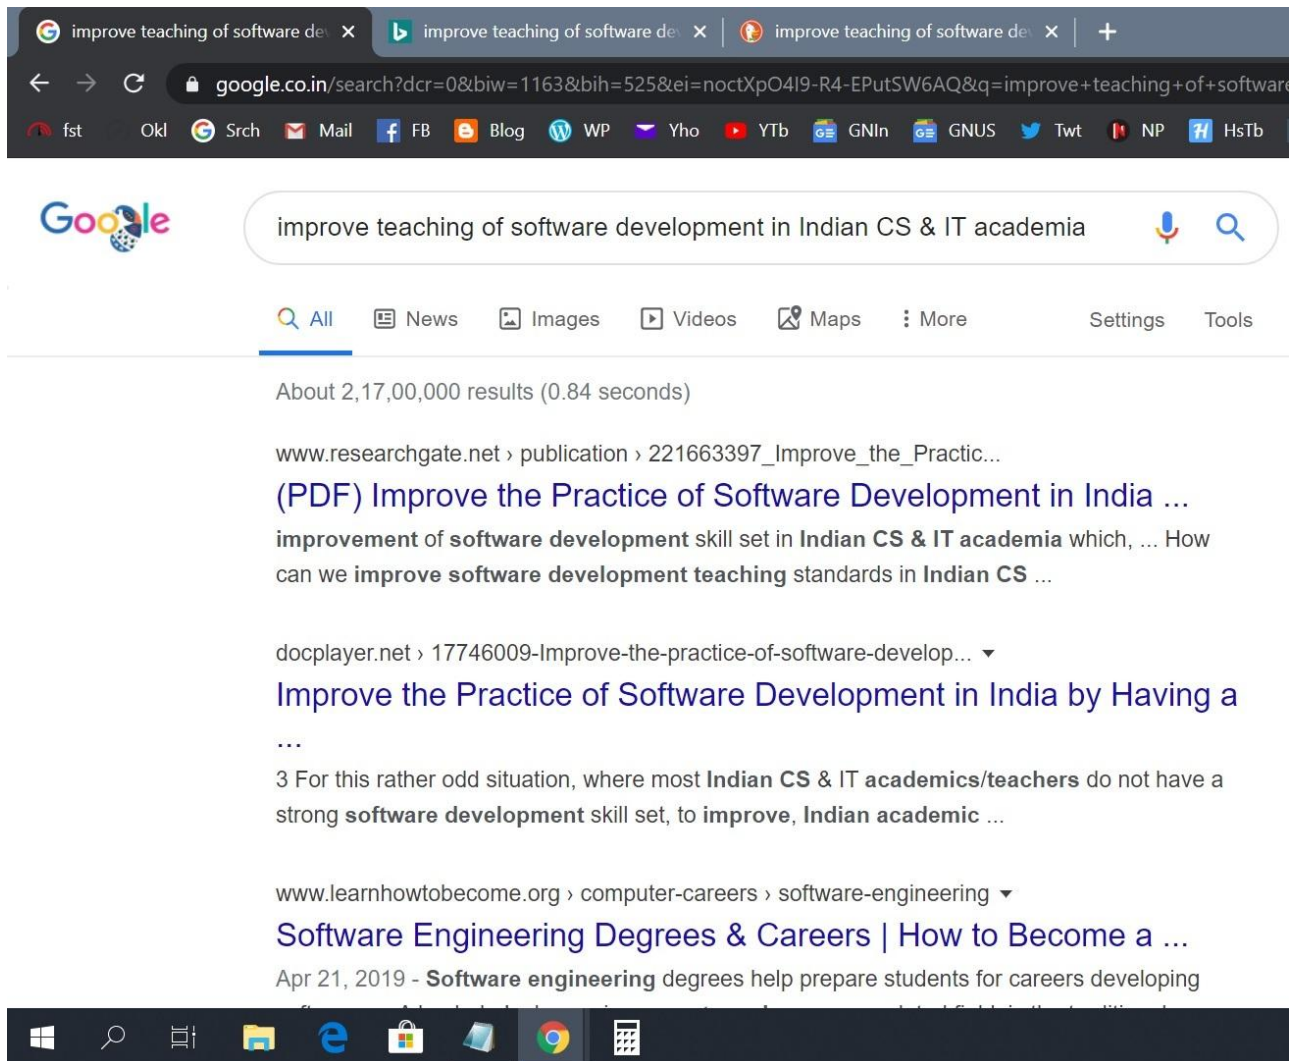 improve teaching of software de
improve teaching of software de
improve teaching of software de
google.co.in/search?dcr=0&biw=1163&bih=525&ei=noctXpO4I9-R4-EPutSW6AQ&q=improve+teaching+of+software
fst Okl Srch Mail FB Blog WP Yho YTb GNIn GNUS Twt NP HsTb
Google
improve teaching of software development in Indian CS & IT academia
All News Images Videos Maps More Settings Tools
About 2,17,00,000 results (0.84 seconds)
www.researchgate.net › publication › 221663397_Improve_the_Practic...
(PDF) Improve the Practice of Software Development in India ...
improvement of software development skill set in Indian CS & IT academia which, ... How
can we improve software development teaching standards in Indian CS ...
docplayer.net › 17746009-Improve-the-practice-of-software-develop...
Improve the Practice of Software Development in India by Having a
...
3 For this rather odd situation, where most Indian CS & IT academics/teachers do not have a
strong software development skill set, to improve, Indian academic ...
www.learnhowtobecome.org › computer-careers › software-engineering
Software Engineering Degrees & Careers | How to Become a ...
Apr 21, 2019 - Software engineering degrees help prepare students for careers developing